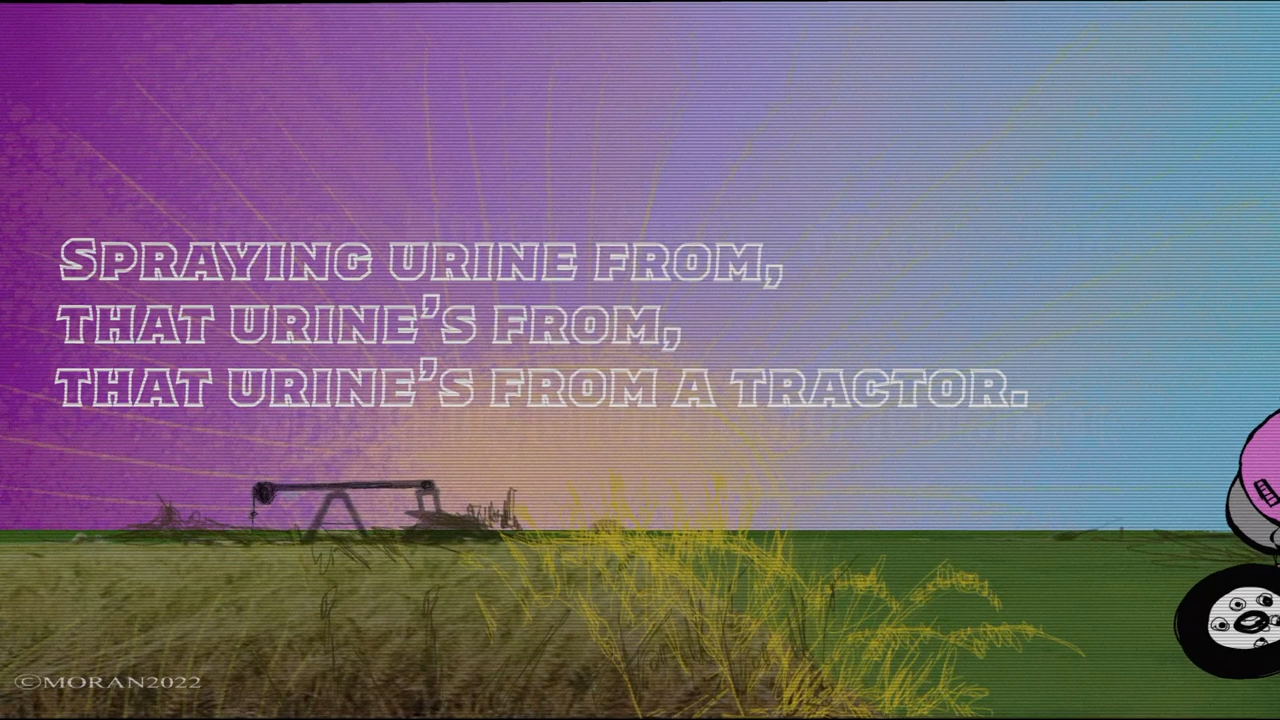 Spraying urine from,
that urine's from,
that urine's from a tractor.
©MORAN2022